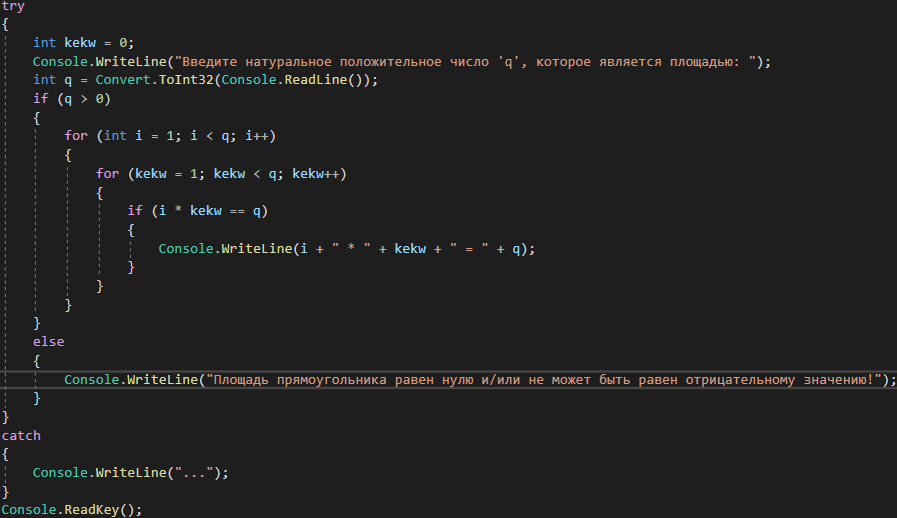 try
{
int kekw = 0;
Console.WriteLine("Введите натуральное положительное число 'q', которое является площадью: ");
int q = Convert.ToInt32(Console.ReadLine());
if (q > 0)
{
for (int i = 1; i < q; i++)
{
for (kekw = 1; kekw < q; kekw++)
{
if (i * kekw == q)
{
Console.WriteLine(i + " * " + kekw + " = " + q);
}
}
}
}
else
{
Console.WriteLine("Площадь прямоугольника равен нулю и/или не может быть равен отрицательному значению!");
}
}
catch
{
Console.WriteLine("...");
}
Console.ReadKey();